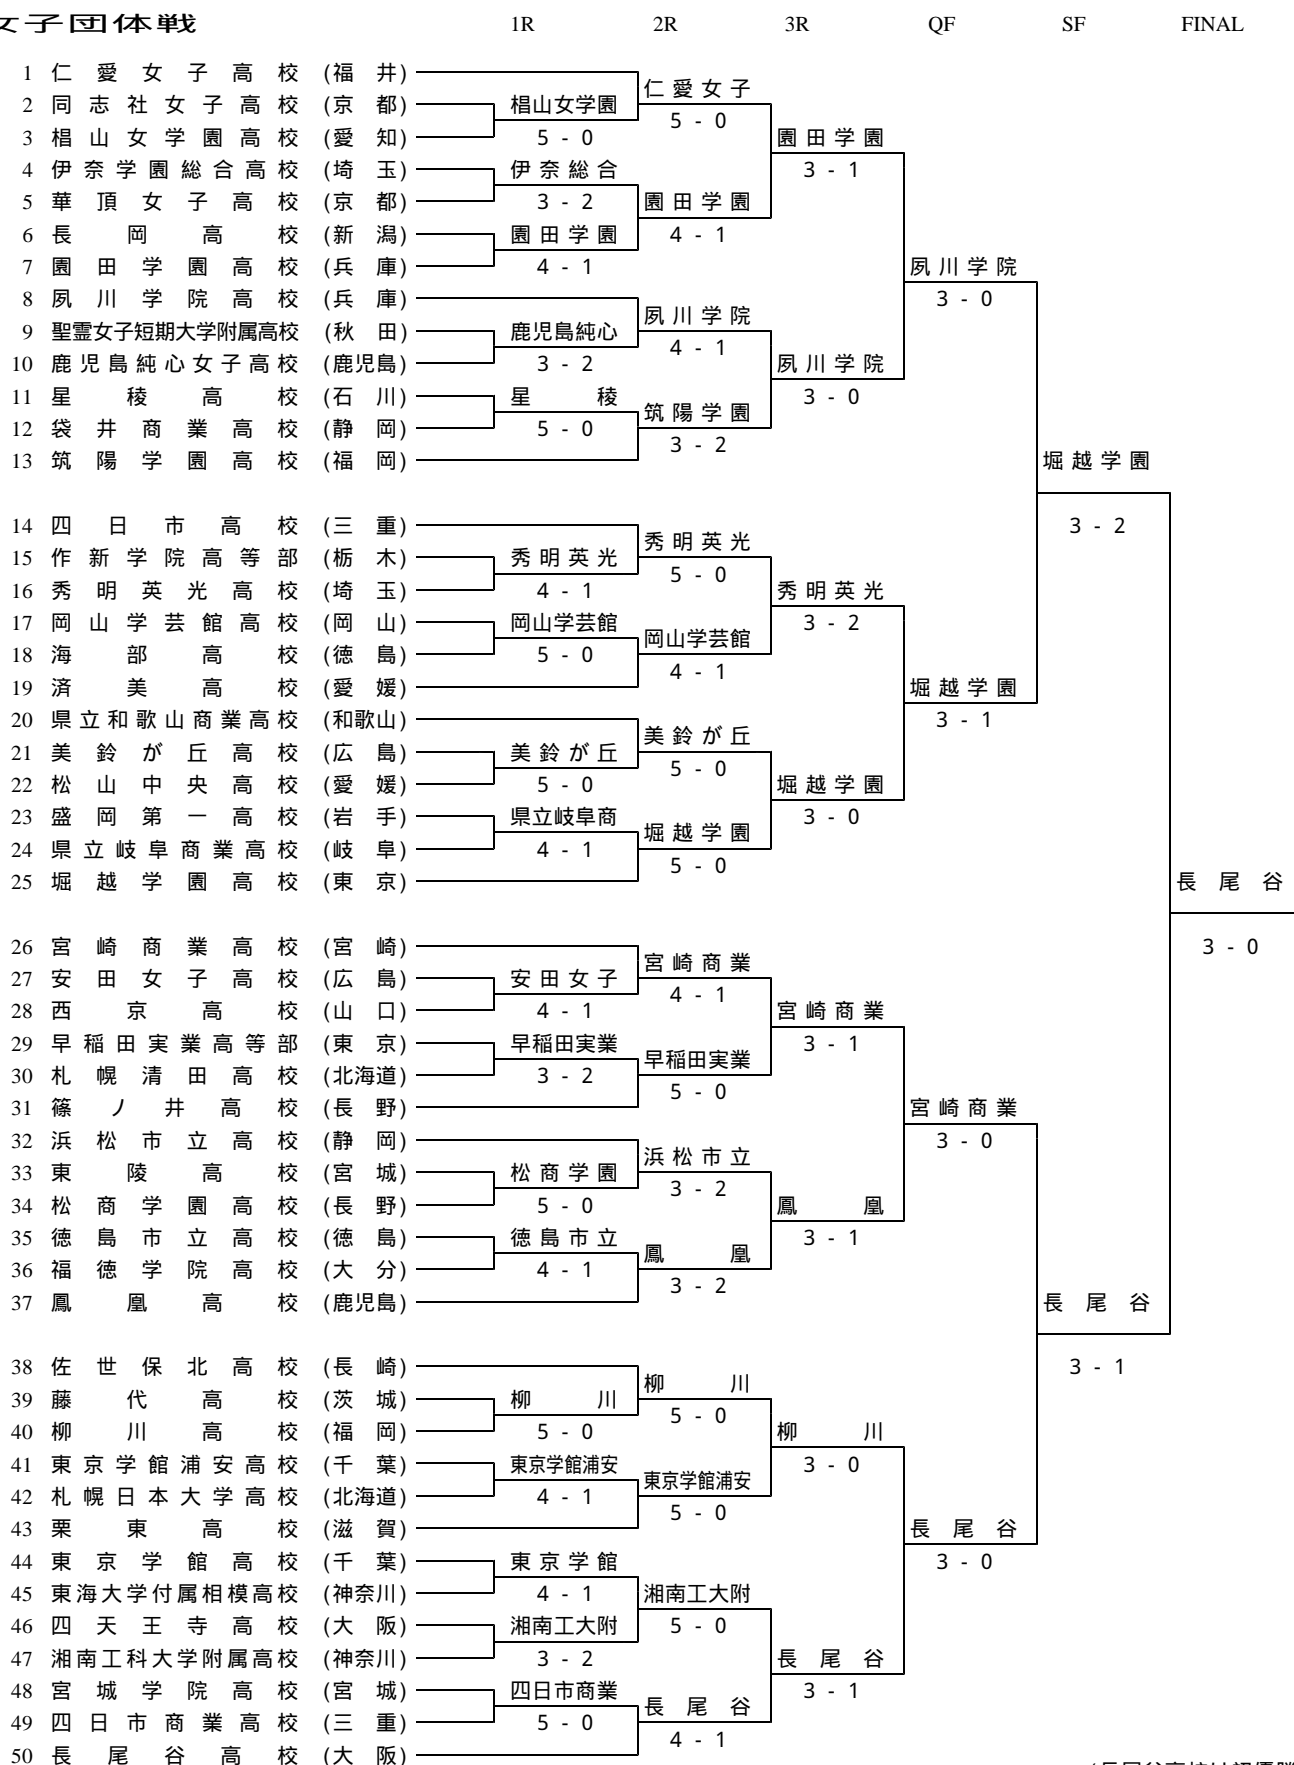 女子団体戦 1R 2R 3R QF SF FINAL
1 仁愛女子高校 (福井)
仁愛女子
2 同志社女子高校 (京都) 椙山女学園
5 - 0
3 椙山女学園高校 (愛知) 5 - 0 園田学園
4 伊奈学園総合高校 (埼玉) 伊奈総合 3 - 1
5 華頂女子高校 (京都) 3 - 2 園田学園
6 長岡高校 (新潟) 園田学園 4 - 1
7 園田学園高校 (兵庫) 4 - 1 夙川学院
8 夙川学院高校 (兵庫) 3 - 0
夙川学院
9 聖霊女子短期大学附属高校 (秋田) 鹿児島純心
4 - 1
10 鹿児島純心女子高校 (鹿児島) 3 - 2 夙川学院
11 星稜高校 (石川) 星稜 3 - 0
筑陽学園
12 袋井商業高校 (静岡) 5 - 0
3 - 2
13 筑陽学園高校 (福岡) 堀越学園
14 四日市高校 (三重) 3 - 2
秀明英光
15 作新学院高等部 (栃木) 秀明英光
5 - 0
16 秀明英光高校 (埼玉) 4 - 1 秀明英光
17 岡山学芸館高校 (岡山) 岡山学芸館 3 - 2
岡山学芸館
18 海部高校 (徳島) 5 - 0
4 - 1
19 済美高校 (愛媛) 堀越学園
20 県立和歌山商業高校 (和歌山) 3 - 1
美鈴が丘
21 美鈴が丘高校 (広島) 美鈴が丘
5 - 0
22 松山中央高校 (愛媛) 5 - 0 堀越学園
23 盛岡第一高校 (岩手) 県立岐阜商 3 - 0
堀越学園
24 県立岐阜商業高校 (岐阜) 4 - 1
5 - 0
25 堀越学園高校 (東京) 長尾谷
26 宮崎商業高校 (宮崎) 3 - 0
宮崎商業
27 安田女子高校 (広島) 安田女子
4 - 1
28 西京高校 (山口) 4 - 1 宮崎商業
29 早稲田実業高等部 (東京) 早稲田実業 3 - 1
早稲田実業
30 札幌清田高校 (北海道) 3 - 2
5 - 0
31 篠ノ井高校 (長野) 宮崎商業
32 浜松市立高校 (静岡) 3 - 0
浜松市立
33 東陵高校 (宮城) 松商学園
3 - 2
34 松商学園高校 (長野) 5 - 0 鳳凰
35 徳島市立高校 (徳島) 徳島市立 3 - 1
鳳凰
36 福徳学院高校 (大分) 4 - 1
3 - 2
37 鳳凰高校 (鹿児島) 長尾谷
38 佐世保北高校 (長崎) 3 - 1
柳川
39 藤代高校 (茨城) 柳川
5 - 0
40 柳川高校 (福岡) 5 - 0 柳川
41 東京学館浦安高校 (千葉) 東京学館浦安 3 - 0
東京学館浦安
42 札幌日本大学高校 (北海道) 4 - 1
5 - 0
43 栗東高校 (滋賀) 長尾谷
44 東京学館高校 (千葉) 東京学館 3 - 0
45 東海大学付属相模高校 (神奈川) 4 - 1 湘南工大附
46 四天王寺高校 (大阪) 湘南工大附 5 - 0
47 湘南工科大学附属高校 (神奈川) 3 - 2 長尾谷
48 宮城学院高校 (宮城) 四日市商業 3 - 1
長尾谷
49 四日市商業高校 (三重) 5 - 0
4 - 1
50 長尾谷高校 (大阪)